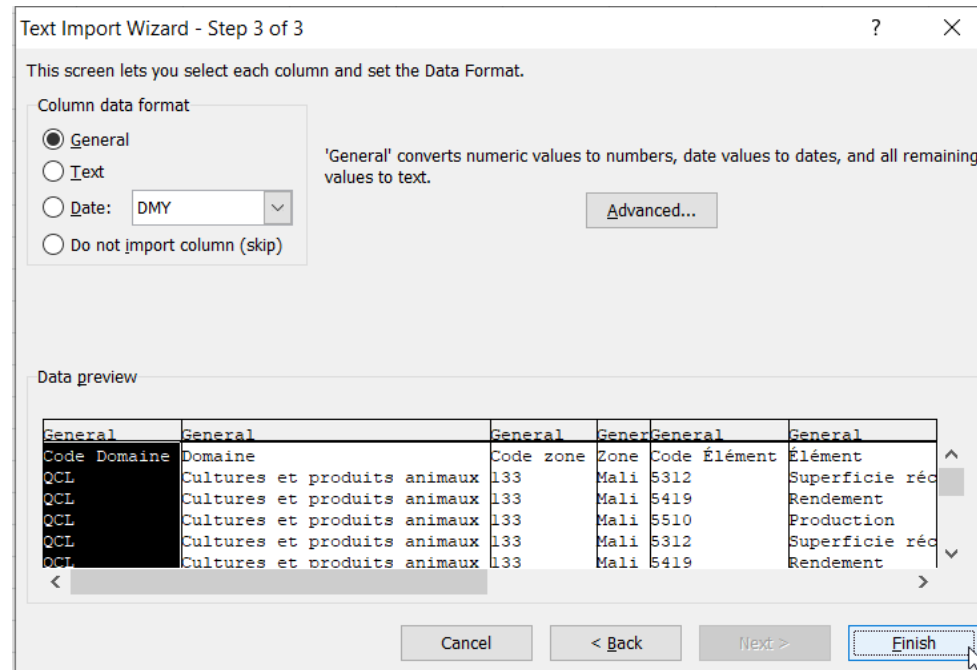 Text Import Wizard - Step 3 of 3
?
This screen lets you select each column and set the Data Format.
Column data format
General
Text
Date: DMY
Do not import column (skip)
'General' converts numeric values to numbers, date values to dates, and all remaining
values to text.
Advanced...
Data preview
General General General Gener General General
Code Domaine Domaine Code zone Zone Code Élément Élément
QCL Cultures et produits animaux 133 Mali 5312 Superficie réc
QCL Cultures et produits animaux 133 Mali 5419 Rendement
QCL Cultures et produits animaux 133 Mali 5510 Production
QCL Cultures et produits animaux 133 Mali 5312 Superficie réc
QCL Cultures et produits animaux 133 Mali 5419 Rendement
Cancel < Back Next > Finish